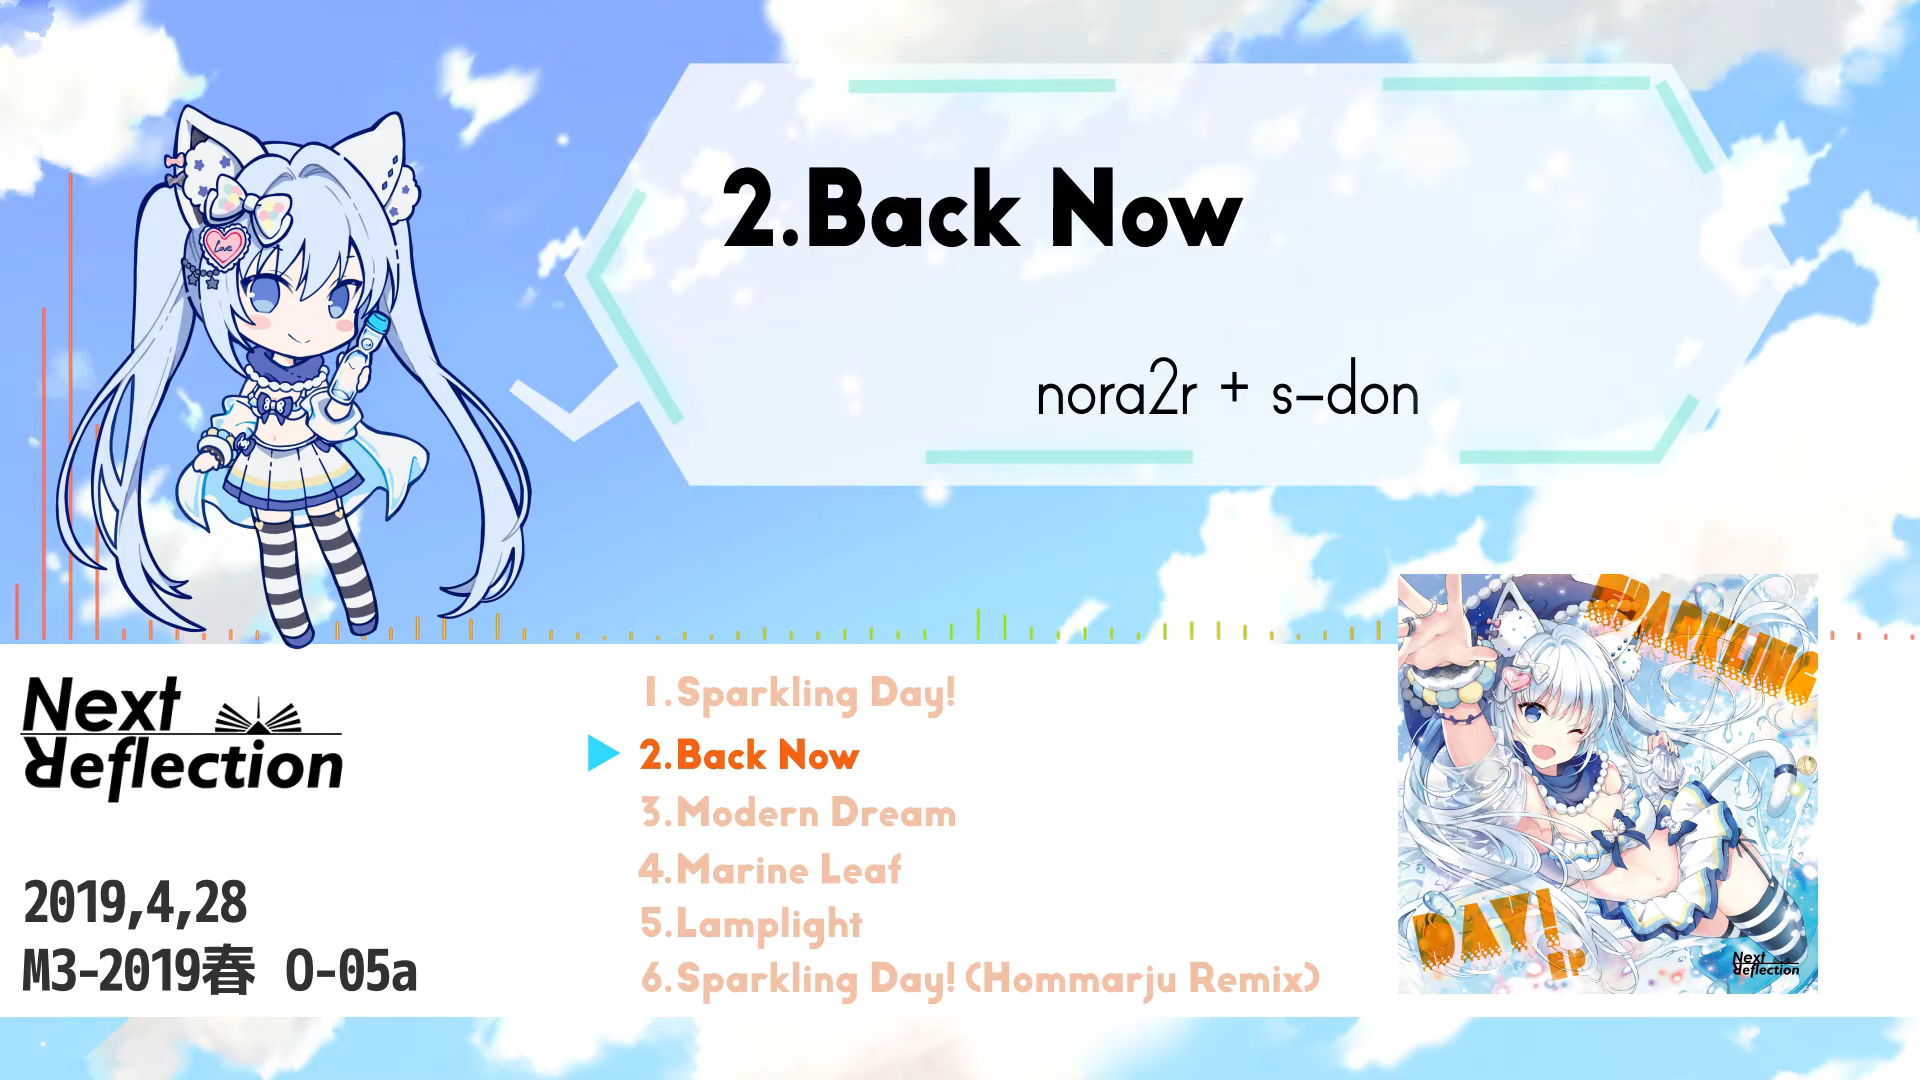 2.Back Now
nora2r + s-don
Love
Next
Reflection
2019,4,28
M3-2019春 O-05a
1.Sparkling Day!
2.Back Now
3.Modern Dream
4.Marine Leaf
5.Lamplight
6.Sparkling Day! (Hommarju Remix)
SPARKLING
DAY!
Next
Reflection